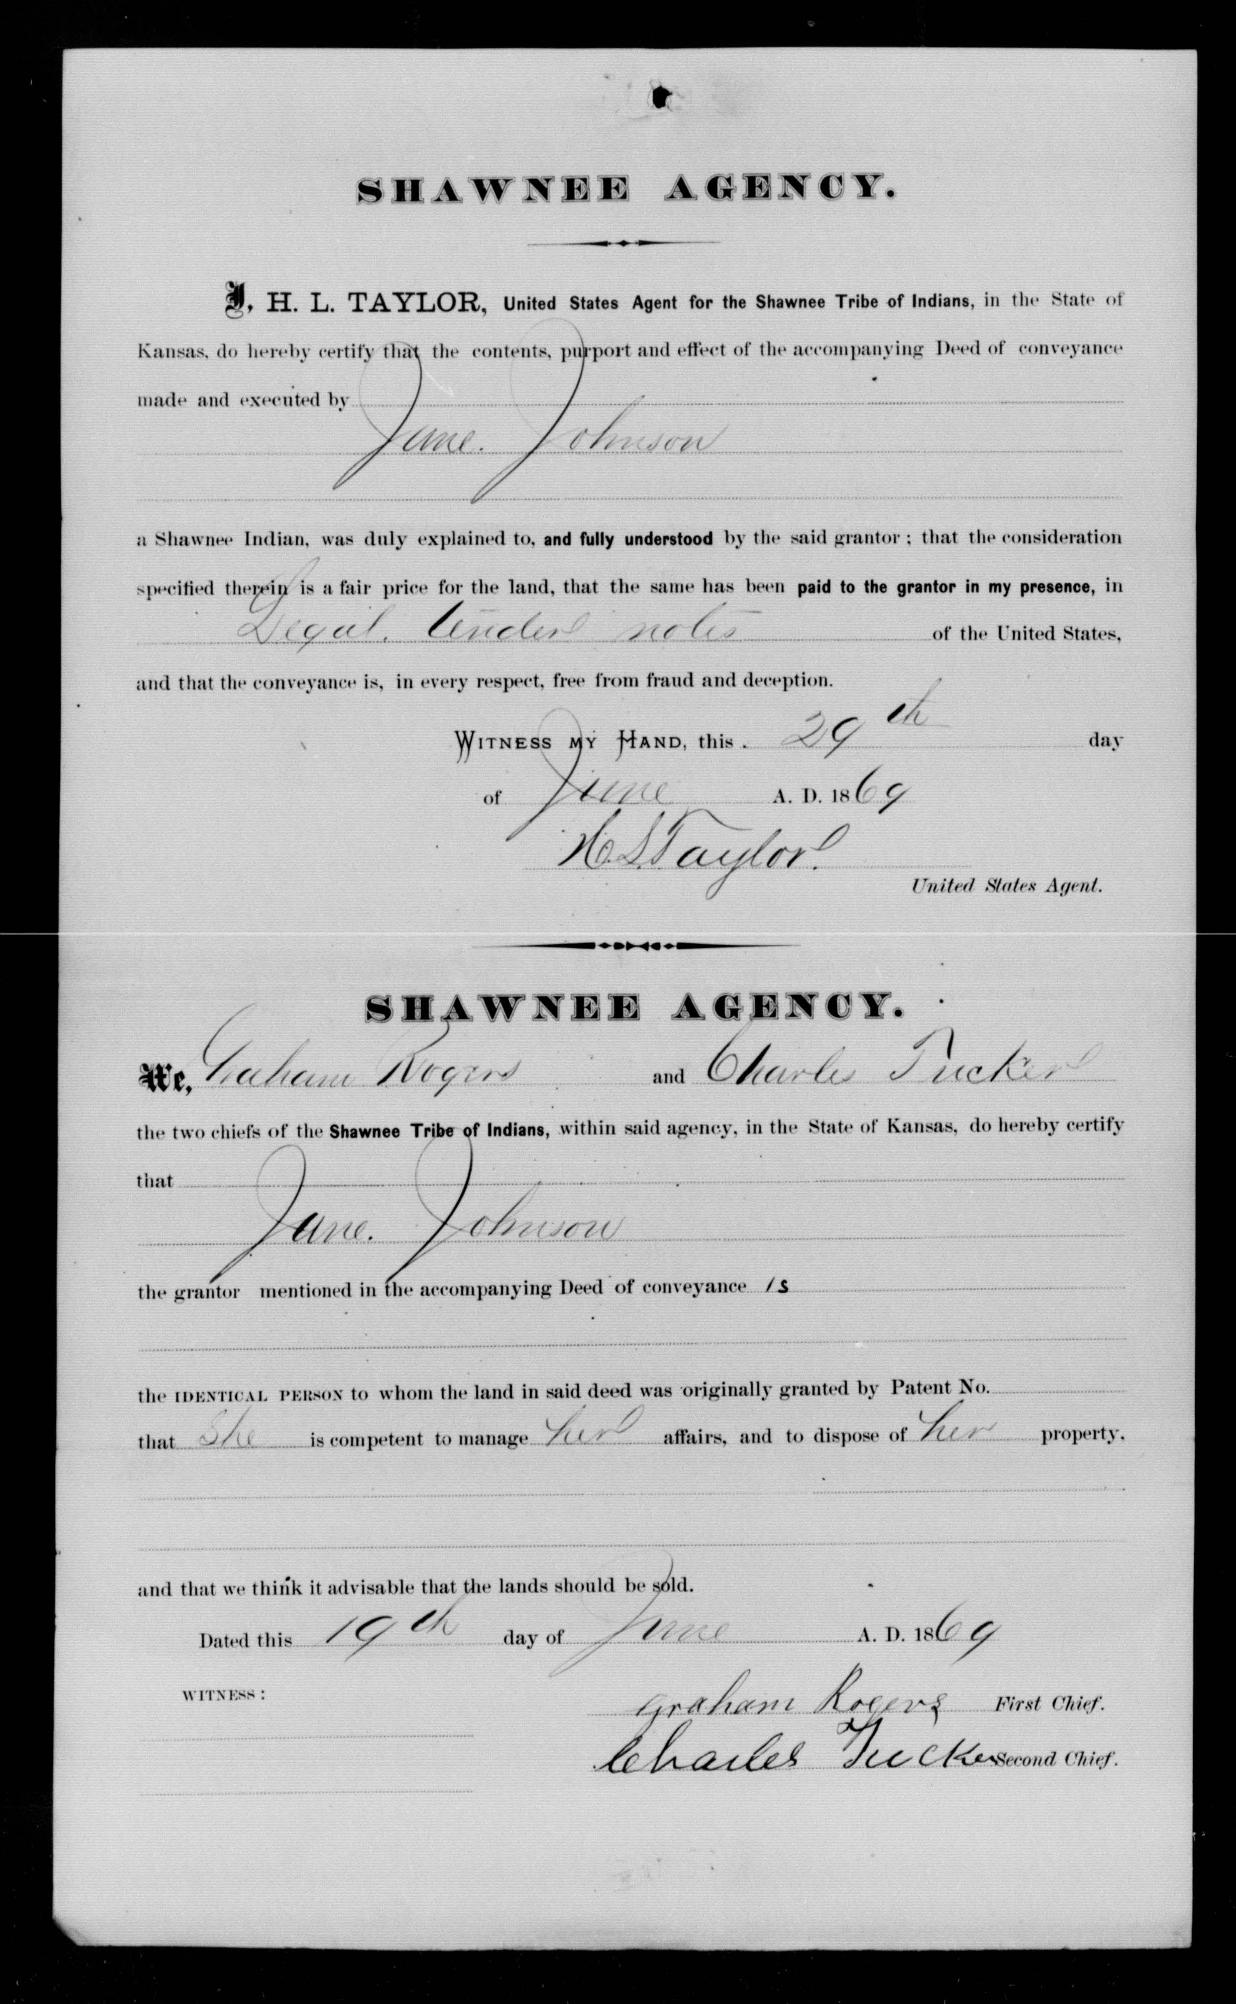 SHAWNEE AGENCY.
I, H. L. TAYLOR, United States Agent for the Shawnee Tribe of Indians, in the State of
Kansas, do hereby certify that the contents, purport and effect of the accompanying Deed of conveyance
made and executed by
Jane. Johnson
a Shawnee Indian, was duly explained to, and fully understood by the said grantor; that the consideration
specified therein is a fair price for the land, that the same has been paid to the grantor in my presence, in
Legal. tender notes of the United States,
and that the conveyance is, in every respect, free from fraud and deception.
WITNESS MY HAND, this 29th day
of June A. D. 1869
H. L. Taylor.
United States Agent.
SHAWNEE AGENCY.
We, Graham Rogers and Charles Tucker
the two chiefs of the Shawnee Tribe of Indians, within said agency, in the State of Kansas, do hereby certify
that
Jane. Johnson
the grantor mentioned in the accompanying Deed of conveyance is
the IDENTICAL PERSON to whom the land in said deed was originally granted by Patent No.
that She is competent to manage her affairs, and to dispose of her property,
and that we think it advisable that the lands should be sold.
Dated this 19th day of June A. D. 1869
WITNESS:
Graham Rogers First Chief.
Charles Tucker Second Chief.